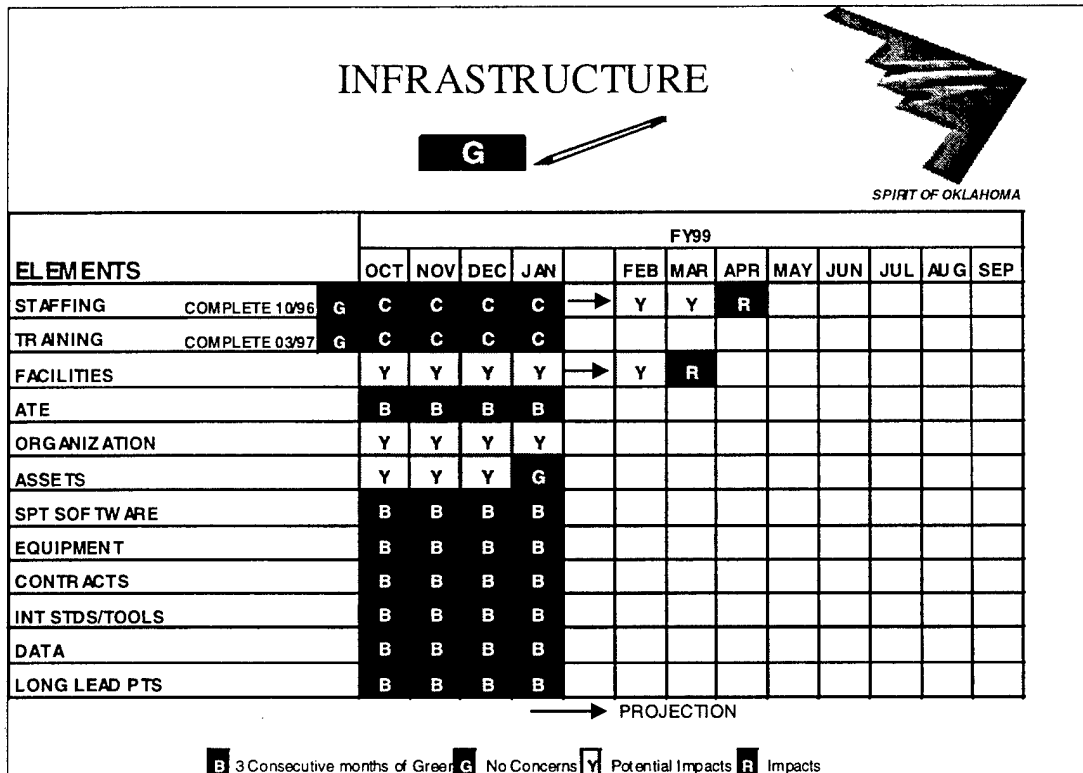 INFRASTRUCTURE
G
SPIRIT OF OKLAHOMA
FY99
ELEMENTS OCT NOV DEC JAN FEB MAR APR MAY JUN JUL AUG SEP
STAFFING COMPLETE 10/96 G C C C C Y Y R
TRAINING COMPLETE 03/97 G C C C C
FACILITIES Y Y Y Y Y R
ATE B B B B
ORGANIZATION Y Y Y Y
ASSETS Y Y Y G
SPT SOFTWARE B B B B
EQUIPMENT B B B B
CONTRACTS B B B B
INT STDS/TOOLS B B B B
DATA B B B B
LONG LEAD PTS B B B B
PROJECTION
B 3 Consecutive months of Green G No Concerns Y Potential Impacts R Impacts